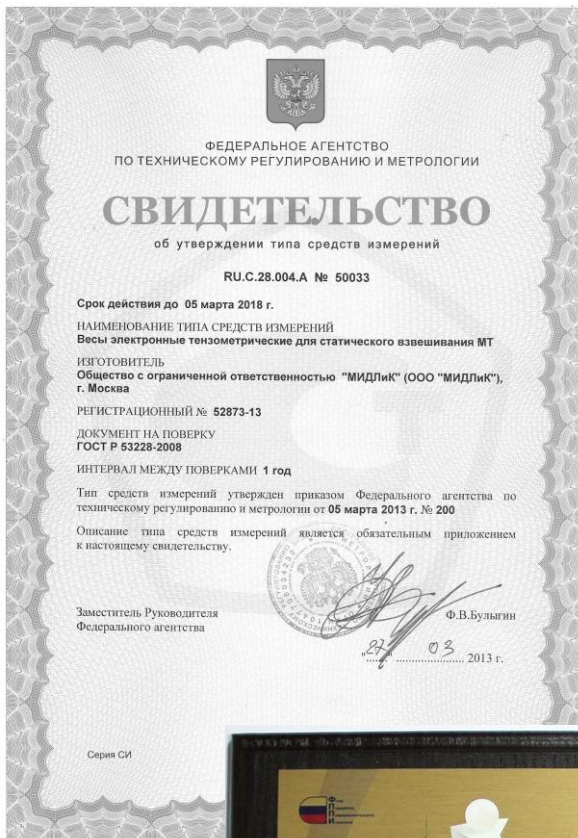 ФЕДЕРАЛЬНОЕ АГЕНТСТВО
ПО ТЕХНИЧЕСКОМУ РЕГУЛИРОВАНИЮ И МЕТРОЛОГИИ
СВИДЕТЕЛЬСТВО
об утверждении типа средств измерений
RU.C.28.004.A № 50033
Срок действия до 05 марта 2018 г.
НАИМЕНОВАНИЕ ТИПА СРЕДСТВ ИЗМЕРЕНИЙ
Весы электронные тензометрические для статического взвешивания МТ
ИЗГОТОВИТЕЛЬ
Общество с ограниченной ответственностью "МИДЛиК" (ООО "МИДЛиК"),
г. Москва
РЕГИСТРАЦИОННЫЙ № 52873-13
ДОКУМЕНТ НА ПОВЕРКУ
ГОСТ Р 53228-2008
ИНТЕРВАЛ МЕЖДУ ПОВЕРКАМИ 1 год
Тип средств измерений утвержден приказом Федерального агентства по
техническому регулированию и метрологии от 05 марта 2013 г. № 200
Описание типа средств измерений является обязательным приложением
к настоящему свидетельству.
Заместитель Руководителя
Федерального агентства
Ф.В.Булыгин
"27" 03 2013 г.
Серия СИ